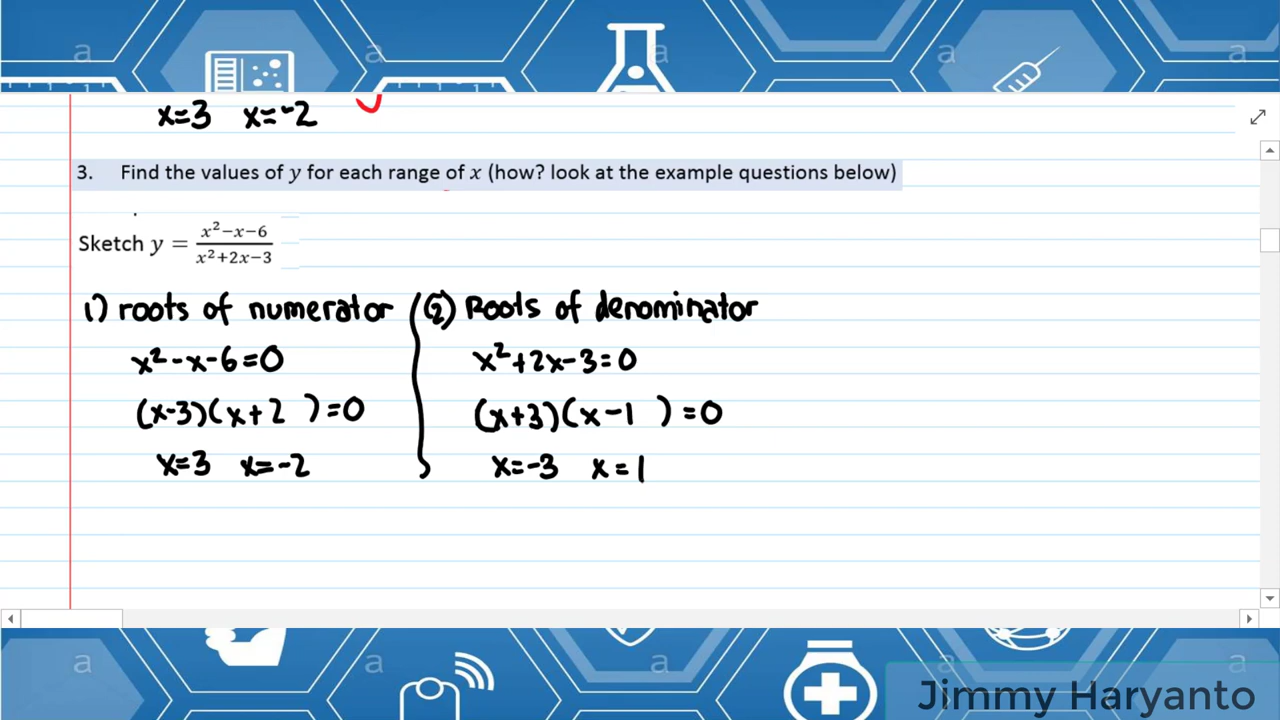 x=3 x=-2
3. Find the values of y for each range of x (how? look at the example questions below)
Sketch y = \frac{x²−x−6}{x²+2x−3}
1) roots of numerator
x²-x-6=0
(x-3)(x+2 )=0
x=3 x=-2
(2) Roots of denominator
x²+2x-3=0
(x+3)(x-1 )=0
x=-3 x=1
Jimmy Haryanto
a
a
a
a
a
a
a
a
a